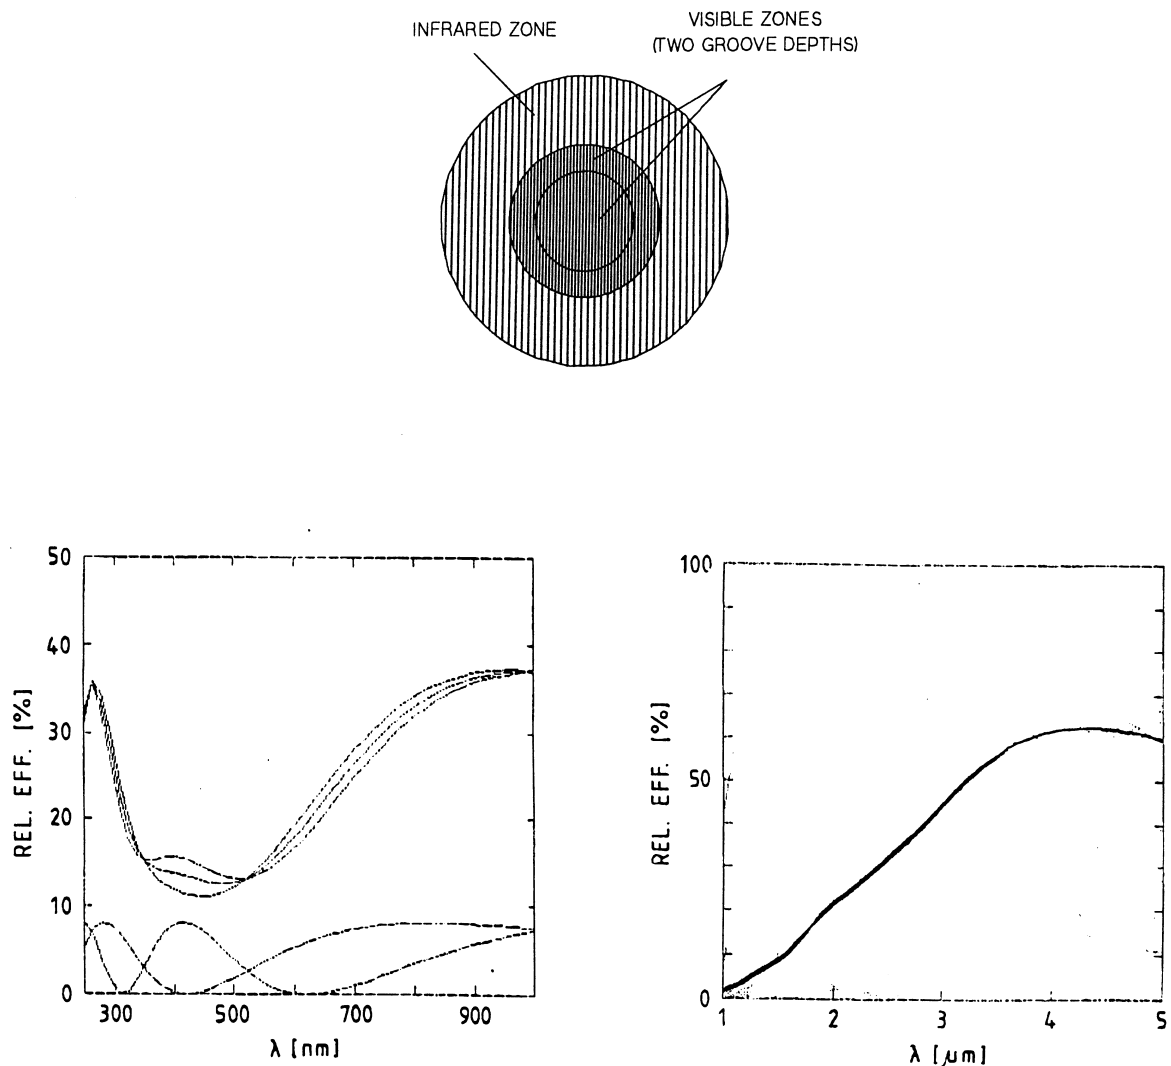 INFRARED ZONE
VISIBLE ZONES
(TWO GROOVE DEPTHS)
50
40
30
20
10
0
REL. EFF. [%]
300 500 700 900
λ [nm]
100
50
0
REL. EFF. [%]
1 2 3 4 5
λ [μm]